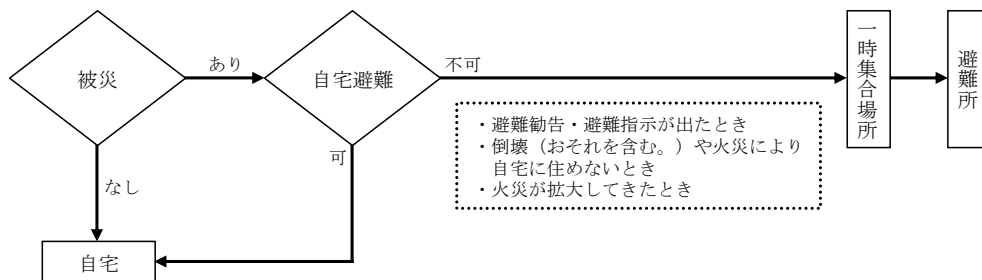 被災
あり
自宅避難
不可
一時集合場所
避難所
・避難勧告・避難指示が出たとき
・倒壊（おそれを含む。）や火災により
自宅に住めないとき
・火災が拡大してきたとき
可
なし
自宅